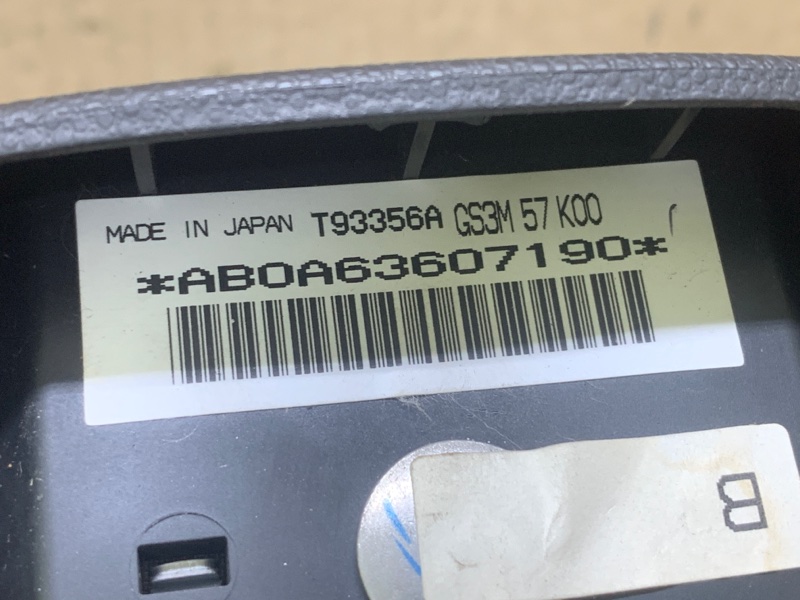 MADE IN JAPAN T93356A GS3M 57 K00
*AB0A63607190*
B